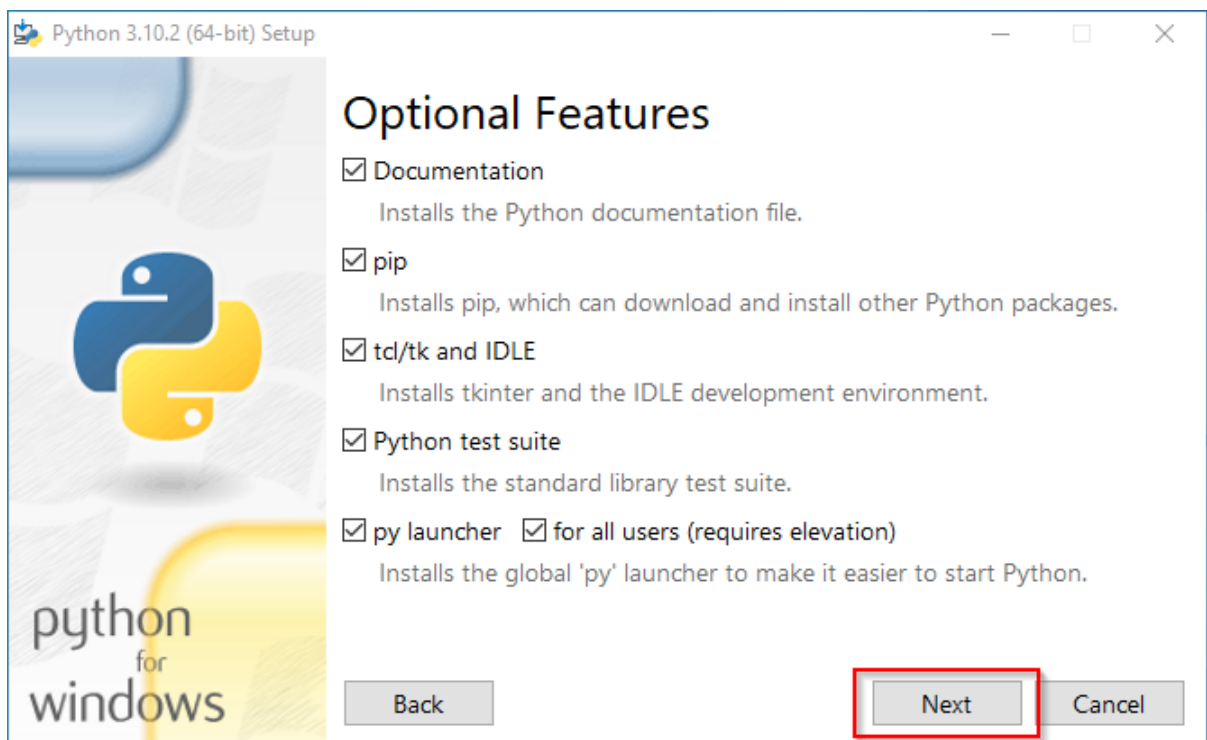 Python 3.10.2 (64-bit) Setup
Optional Features
Documentation
Installs the Python documentation file.
pip
Installs pip, which can download and install other Python packages.
tcl/tk and IDLE
Installs tkinter and the IDLE development environment.
Python test suite
Installs the standard library test suite.
py launcher for all users (requires elevation)
Installs the global 'py' launcher to make it easier to start Python.
python
for
windows
Back Next Cancel